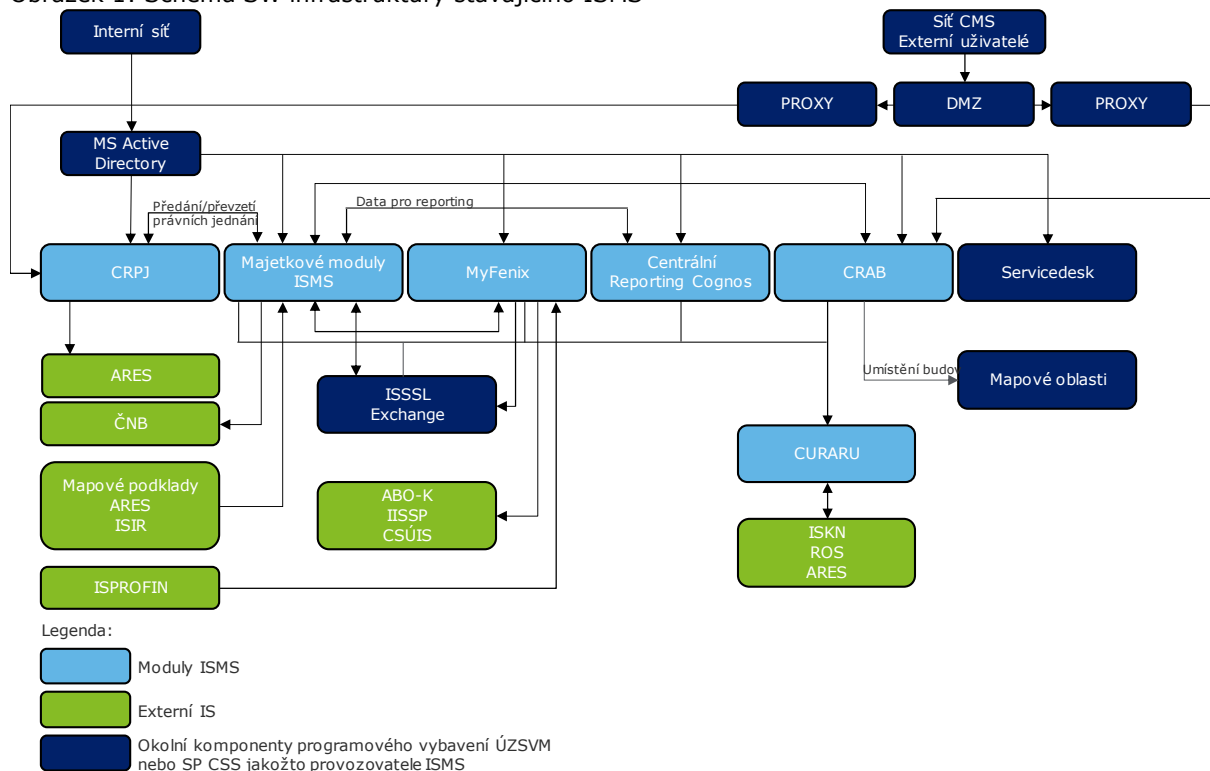 Obrázek 1: Schéma SW infrastruktury stávajícího ISMS
Interní síť
Síť CMS
Externí uživatelé
PROXY
DMZ
PROXY
MS Active
Directory
Předání/převzetí
právních jednání
Data pro reporting
CRPJ
Majetkové moduly
ISMS
MyFenix
Centrální
Reporting Cognos
CRAB
Servicedesk
ARES
ČNB
ISSSL
Exchange
Umístění budov
Mapové oblasti
CURARU
Mapové podklady
ARES
ISIR
ABO-K
IISSP
CSÚIS
ISKN
ROS
ARES
ISPROFIN
Legenda:
Moduly ISMS
Externí IS
Okolní komponenty programového vybavení ÚZSVM
nebo SP CSS jakožto provozovatele ISMS